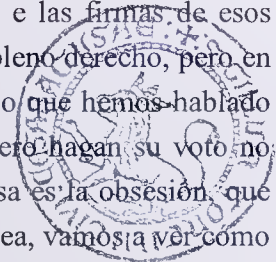 e las firmas de esos
pleno derecho, pero en
o que hemos hablado
ero hagan su voto no
sa es la obsesión, que
ea, vamos a ver como